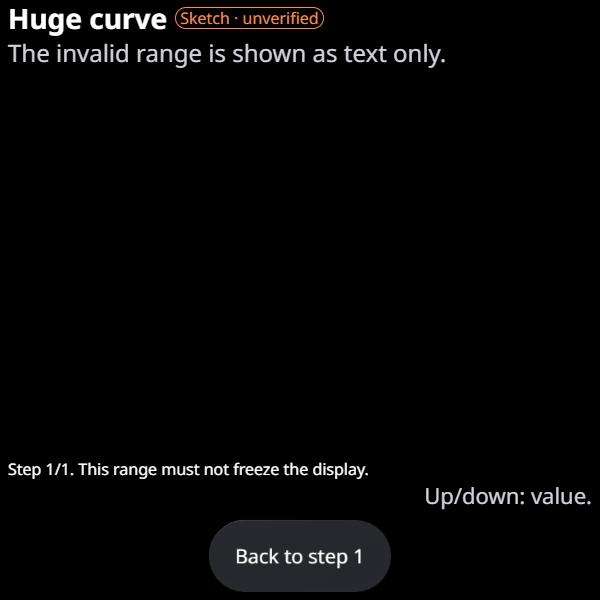 Huge curve Sketch · unverified
The invalid range is shown as text only.
Step 1/1. This range must not freeze the display.
Up/down: value.
Back to step 1